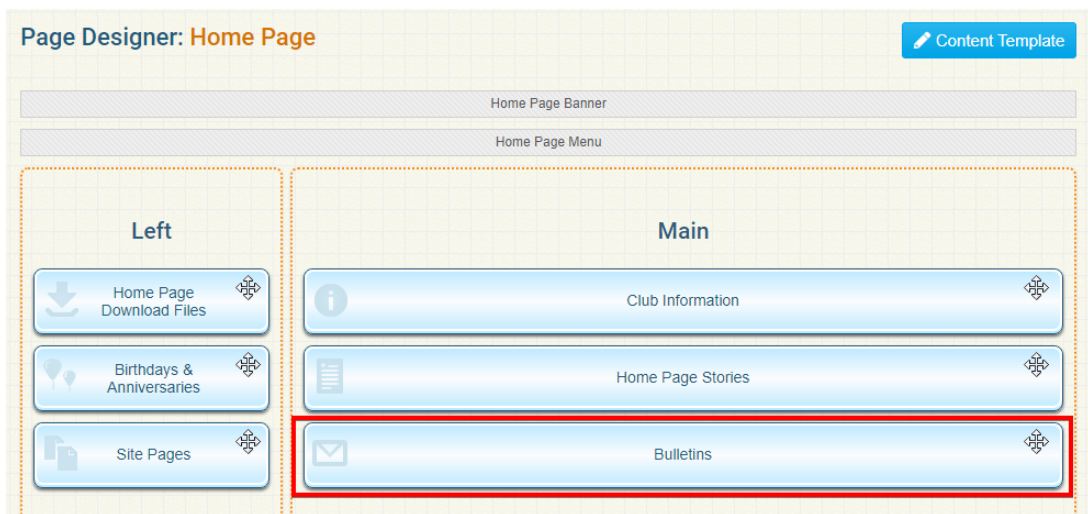 Page Designer: Home Page
Content Template
Home Page Banner
Home Page Menu
Left
Home Page
Download Files
Birthdays &
Anniversaries
Site Pages
Main
Club Information
Home Page Stories
Bulletins